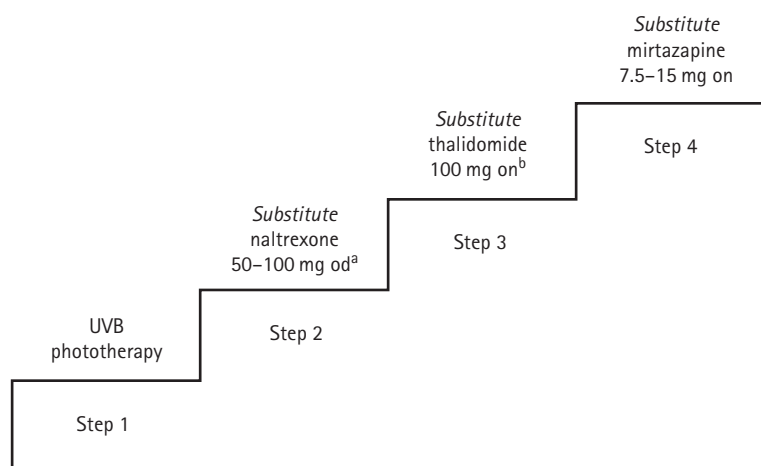 UVB
phototherapy
Step 1
Substitute
naltrexone
50–100 mg odᵃ
Step 2
Substitute
thalidomide
100 mg onᵇ
Step 3
Substitute
mirtazapine
7.5–15 mg on
Step 4